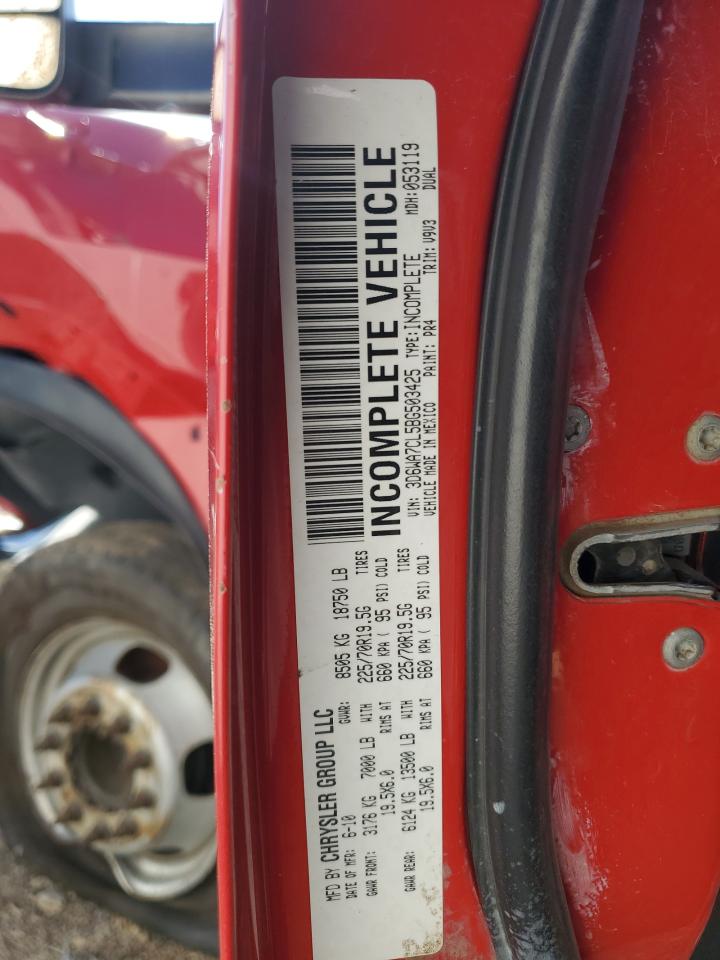 MFD BY CHRYSLER GROUP LLC
DATE OF MFR: 6-10 GVWR: 8505 KG 18750 LB
GAWR FRONT: 3176 KG 7000 LB WITH 225/70R19.5G TIRES
19.5X6.0 RIMS AT 660 KPA ( 95 PSI) COLD
GAWR REAR: 6124 KG 13500 LB WITH 225/70R19.5G TIRES
19.5X6.0 RIMS AT 660 KPA ( 95 PSI) COLD
INCOMPLETE VEHICLE
MDH:053119
VIN: 3D6WA7CL5BG503425 TYPE:INCOMPLETE DUAL
VEHICLE MADE IN MEXICO PAINT: PR4 TRIM: V9V3